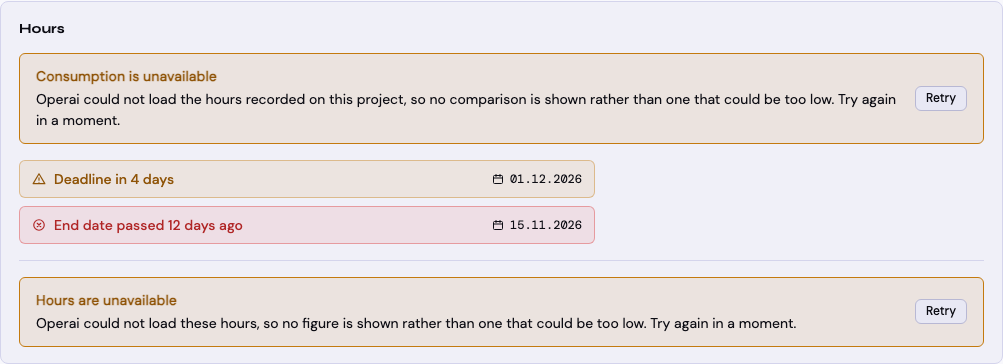 Hours
Consumption is unavailable
Operai could not load the hours recorded on this project, so no comparison is shown rather than one that could be too low. Try again
in a moment.
Retry
Deadline in 4 days
01.12.2026
End date passed 12 days ago
15.11.2026
Hours are unavailable
Operai could not load these hours, so no figure is shown rather than one that could be too low. Try again in a moment.
Retry